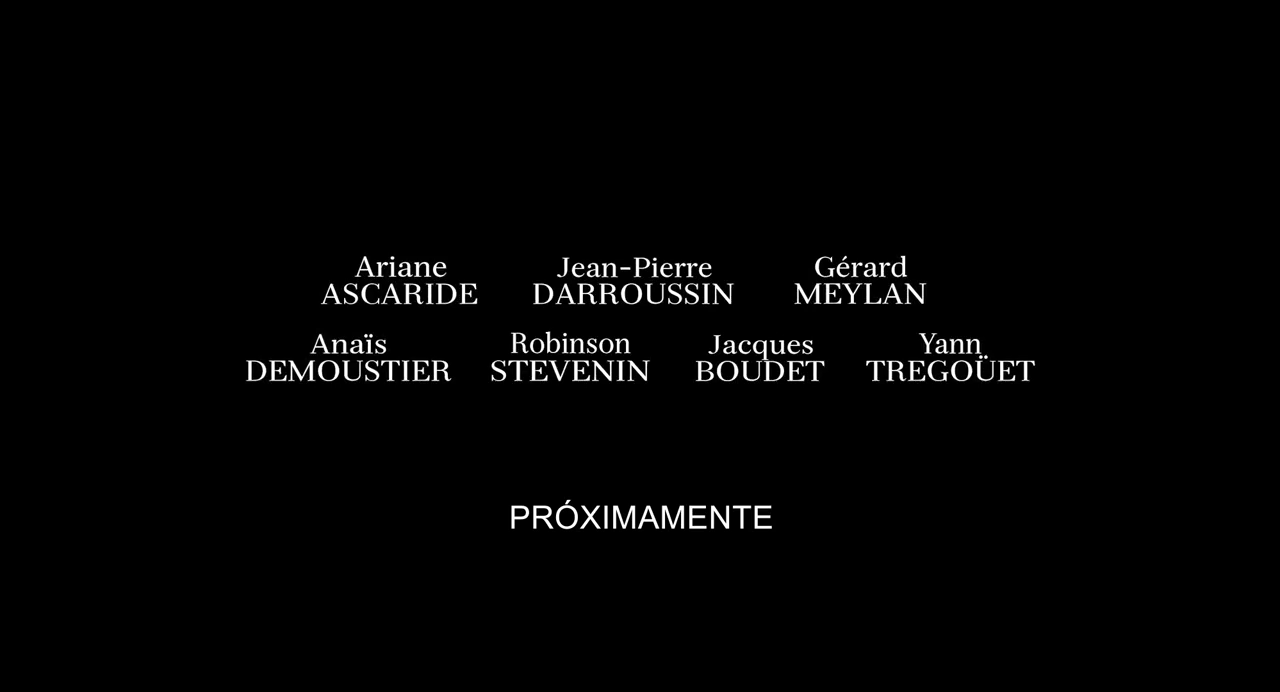 Ariane Jean-Pierre Gérard
ASCARIDE DARROUSSIN MEYLAN
Anaïs Robinson Jacques Yann
DEMOUSTIER STEVENIN BOUDET TREGOÜET
PRÓXIMAMENTE